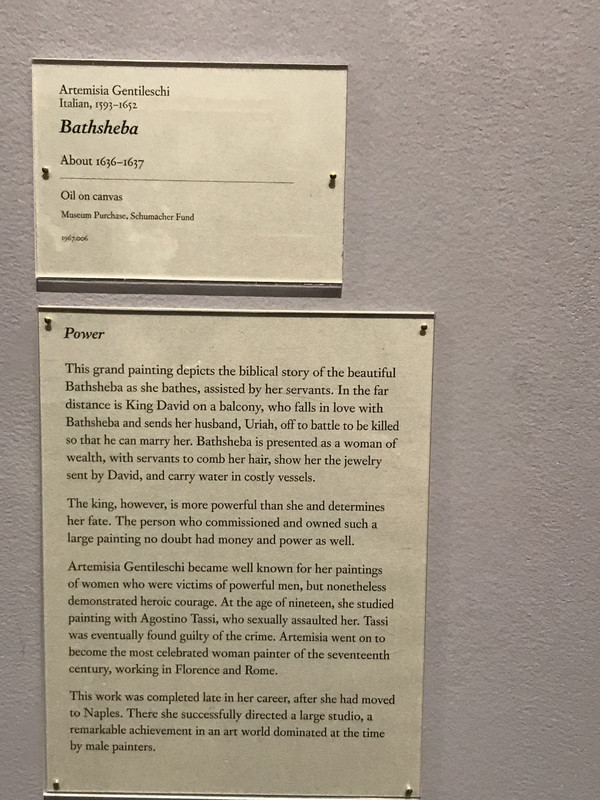 Artemisia Gentileschi
Italian, 1593–1652
Bathsheba
About 1636–1637
Oil on canvas
Museum Purchase, Schumacher Fund
1967.006
Power
This grand painting depicts the biblical story of the beautiful
Bathsheba as she bathes, assisted by her servants. In the far
distance is King David on a balcony, who falls in love with
Bathsheba and sends her husband, Uriah, off to battle to be killed
so that he can marry her. Bathsheba is presented as a woman of
wealth, with servants to comb her hair, show her the jewelry
sent by David, and carry water in costly vessels.
The king, however, is more powerful than she and determines
her fate. The person who commissioned and owned such a
large painting no doubt had money and power as well.
Artemisia Gentileschi became well known for her paintings
of women who were victims of powerful men, but nonetheless
demonstrated heroic courage. At the age of nineteen, she studied
painting with Agostino Tassi, who sexually assaulted her. Tassi
was eventually found guilty of the crime. Artemisia went on to
become the most celebrated woman painter of the seventeenth
century, working in Florence and Rome.
This work was completed late in her career, after she had moved
to Naples. There she successfully directed a large studio, a
remarkable achievement in an art world dominated at the time
by male painters.